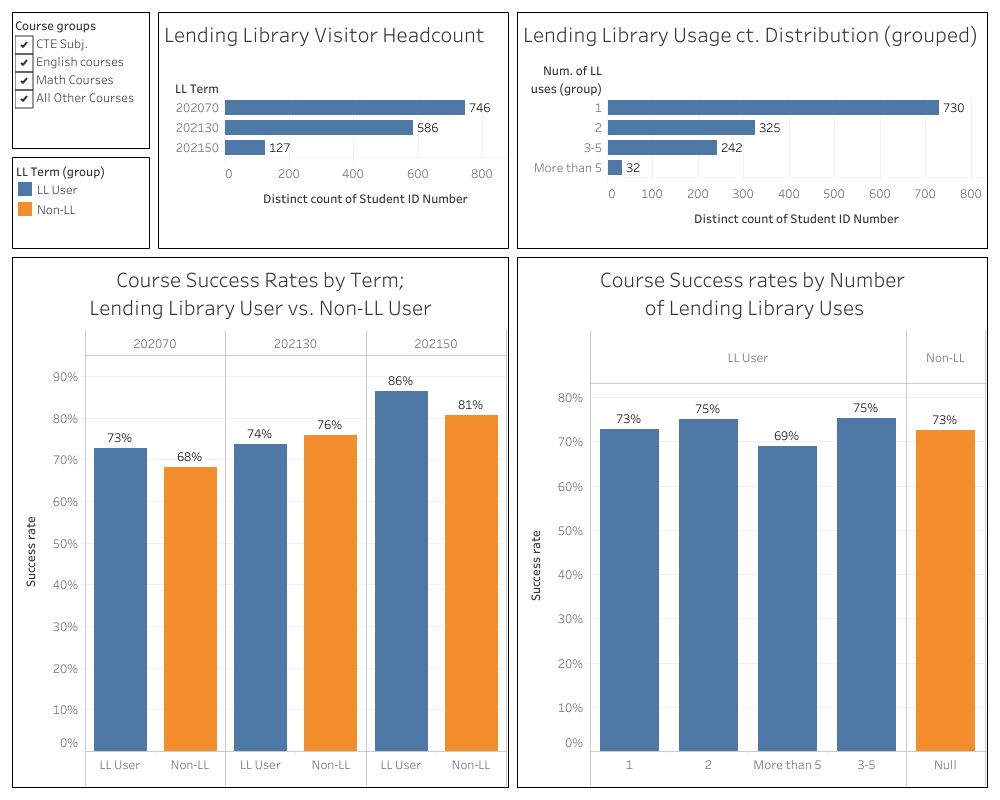 Course groups
CTE Subj.
English courses
Math Courses
All Other Courses
LL Term (group)
LL User
Non-LL
Lending Library Visitor Headcount
LL Term
202070 746
202130 586
202150 127
0 200 400 600 800
Distinct count of Student ID Number
Lending Library Usage ct. Distribution (grouped)
Num. of LL
uses (group)
1 730
2 325
3-5 242
More than 5 32
0 100 200 300 400 500 600 700 800
Distinct count of Student ID Number
Course Success Rates by Term;
Lending Library User vs. Non-LL User
202070 202130 202150
90%
80%
70%
60%
50%
40%
30%
20%
10%
0%
Success rate
73% 68% 74% 76% 86% 81%
LL User Non-LL LL User Non-LL LL User Non-LL
Course Success rates by Number
of Lending Library Uses
LL User Non-LL
80%
70%
60%
50%
40%
30%
20%
10%
0%
Success rate
73% 75% 69% 75% 73%
1 2 More than 5 3-5 Null